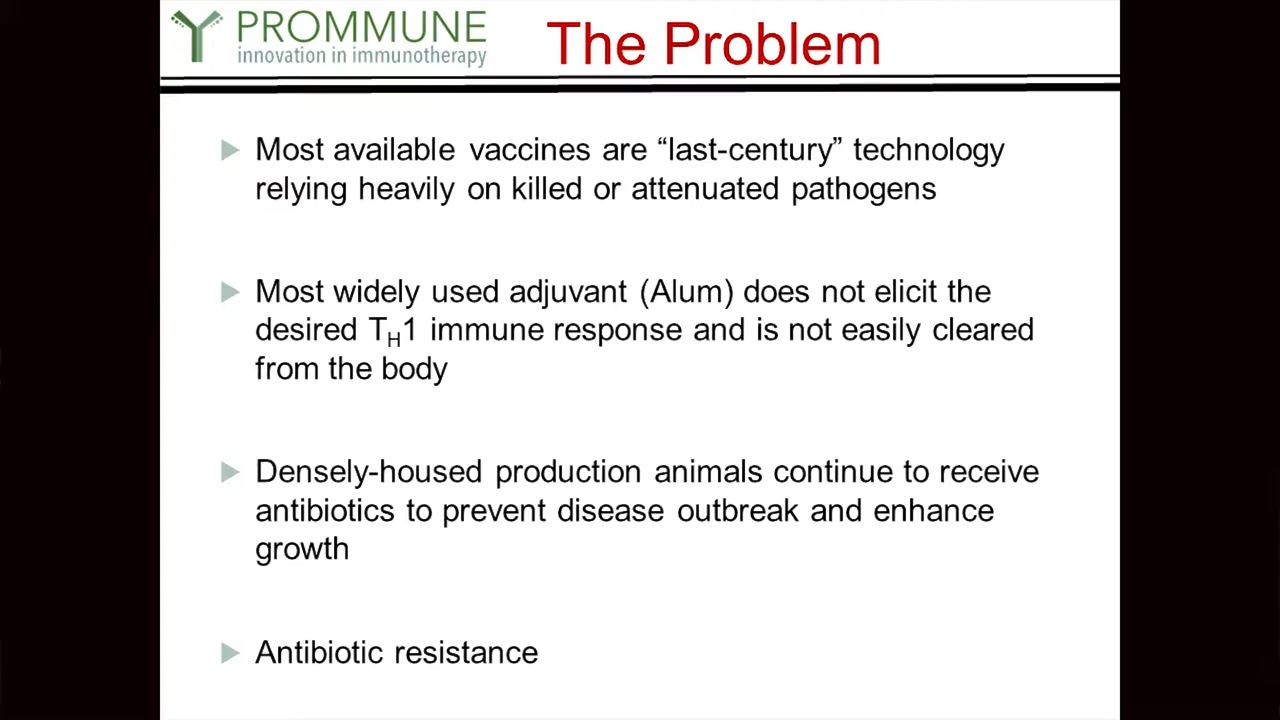 PROMMUNE
innovation in immunotherapy
The Problem
Most available vaccines are “last-century” technology
relying heavily on killed or attenuated pathogens
Most widely used adjuvant (Alum) does not elicit the
desired TH1 immune response and is not easily cleared
from the body
Densely-housed production animals continue to receive
antibiotics to prevent disease outbreak and enhance
growth
Antibiotic resistance